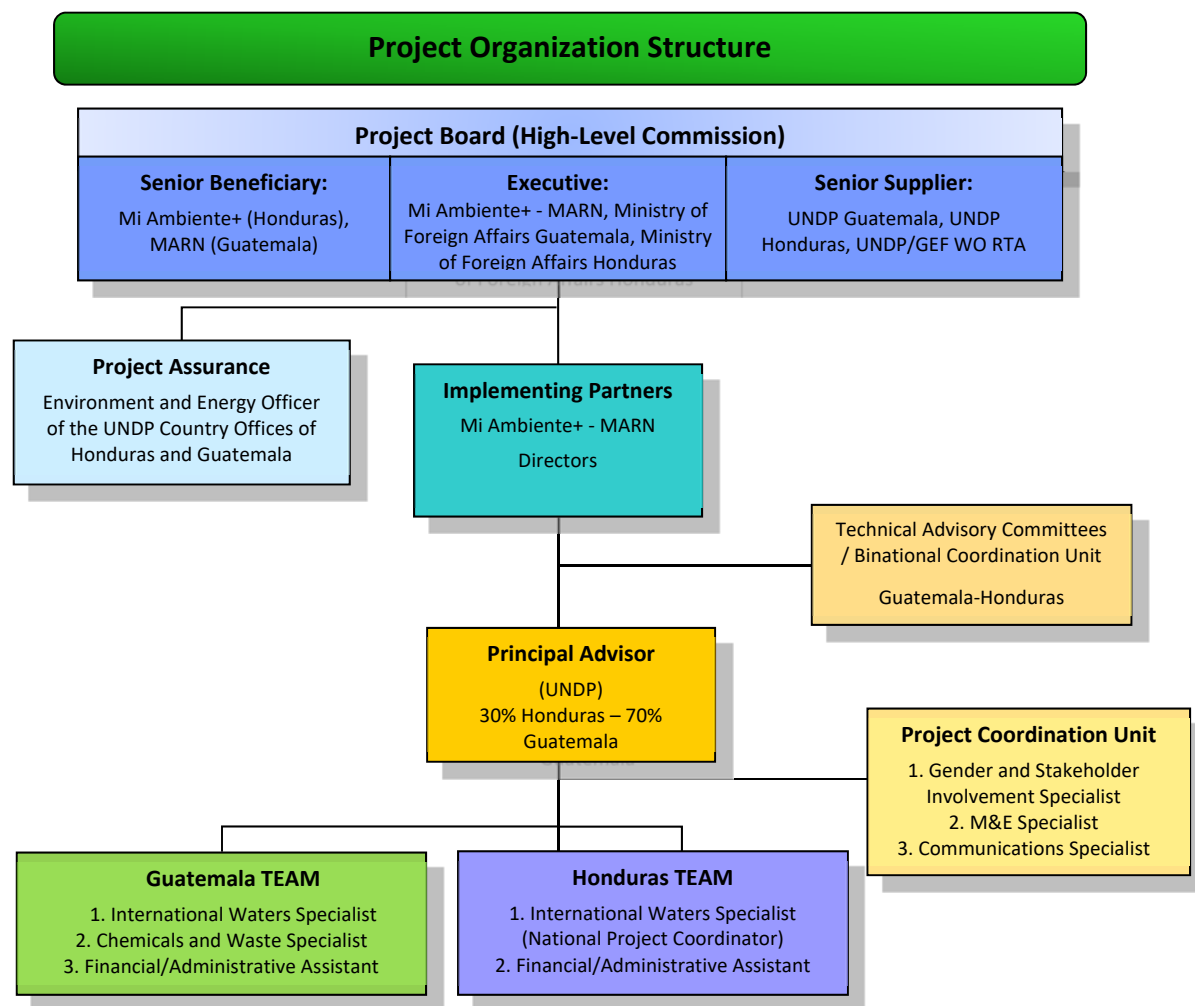 Project Organization Structure
Project Board (High-Level Commission)
Senior Beneficiary:
Mi Ambiente+ (Honduras),
MARN (Guatemala)
Executive:
Mi Ambiente+ - MARN, Ministry of
Foreign Affairs Guatemala, Ministry
of Foreign Affairs Honduras
Senior Supplier:
UNDP Guatemala, UNDP
Honduras, UNDP/GEF WO RTA
Project Assurance
Environment and Energy Officer
of the UNDP Country Offices of
Honduras and Guatemala
Implementing Partners
Mi Ambiente+ - MARN
Directors
Technical Advisory Committees
/ Binational Coordination Unit
Guatemala-Honduras
Principal Advisor
(UNDP)
30% Honduras – 70%
Guatemala
Project Coordination Unit
1. Gender and Stakeholder
Involvement Specialist
2. M&E Specialist
3. Communications Specialist
Guatemala TEAM
1. International Waters Specialist
2. Chemicals and Waste Specialist
3. Financial/Administrative Assistant
Honduras TEAM
1. International Waters Specialist
(National Project Coordinator)
2. Financial/Administrative Assistant